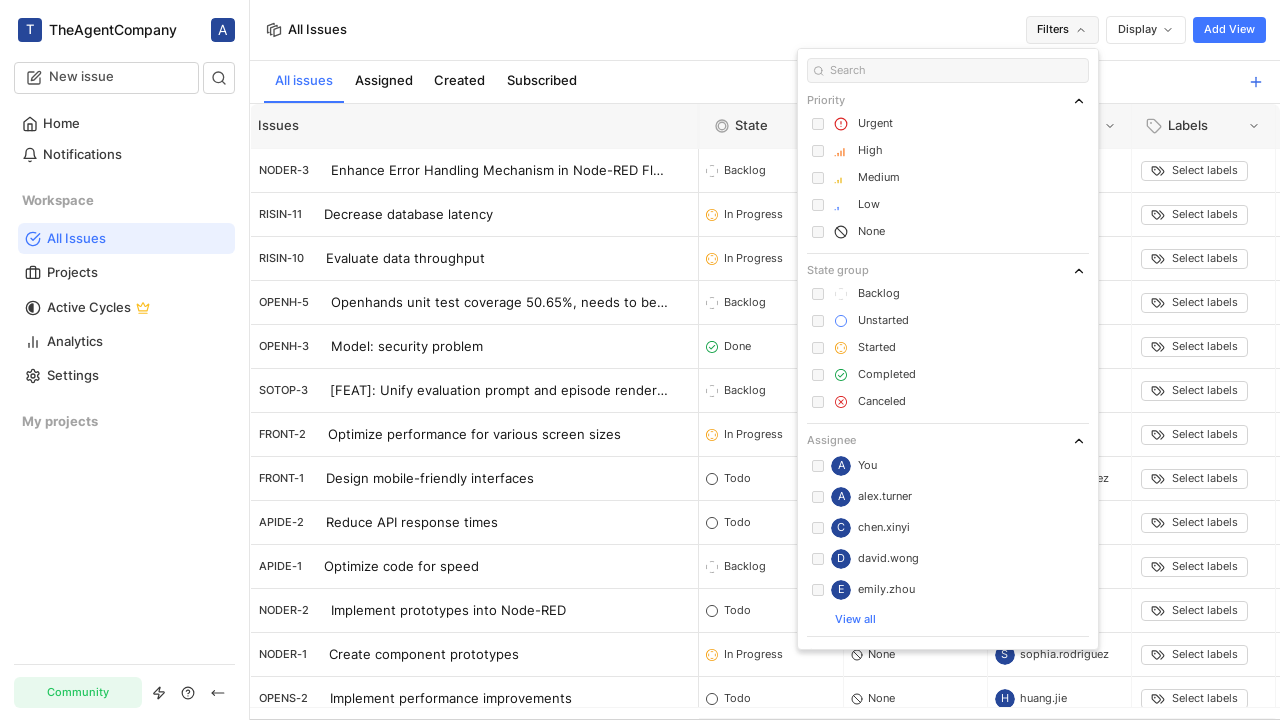 T TheAgentCompany A
New issue
Home
Notifications
Workspace
All Issues
Projects
Active Cycles
Analytics
Settings
My projects
Community
All Issues
Filters
Display
Add View
All issues Assigned Created Subscribed
Issues State Labels
NODER-3 Enhance Error Handling Mechanism in Node-RED Fl... Backlog Select labels
RISIN-11 Decrease database latency In Progress Select labels
RISIN-10 Evaluate data throughput In Progress Select labels
OPENH-5 Openhands unit test coverage 50.65%, needs to be... Backlog Select labels
OPENH-3 Model: security problem Done Select labels
SOTOP-3 [FEAT]: Unify evaluation prompt and episode render... Backlog Select labels
FRONT-2 Optimize performance for various screen sizes In Progress Select labels
FRONT-1 Design mobile-friendly interfaces Todo ez Select labels
APIDE-2 Reduce API response times Todo Select labels
APIDE-1 Optimize code for speed Backlog Select labels
NODER-2 Implement prototypes into Node-RED Todo Select labels
NODER-1 Create component prototypes In Progress None S sophia.rodriguez Select labels
OPENS-2 Implement performance improvements Todo None H huang.jie Select labels
Search
Priority
Urgent
High
Medium
Low
None
State group
Backlog
Unstarted
Started
Completed
Canceled
Assignee
A You
A alex.turner
C chen.xinyi
D david.wong
E emily.zhou
View all